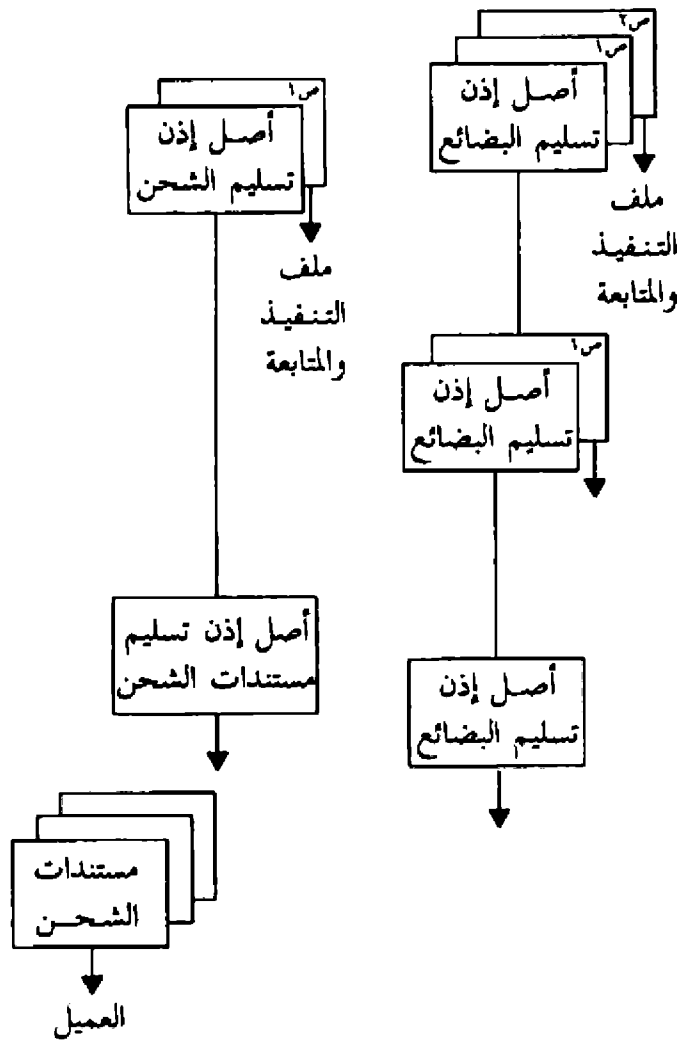 ص٢
ص١
أصل إذن
تسليم البضائع
ملف
التنفيذ
والمتابعة
ص١
أصل إذن
تسليم البضائع
أصل إذن
تسليم البضائع
ص١
أصل إذن
تسليم الشحن
ملف
التنفيذ
والمتابعة
أصل إذن تسليم
مستندات الشحن
مستندات
الشحن
العميل